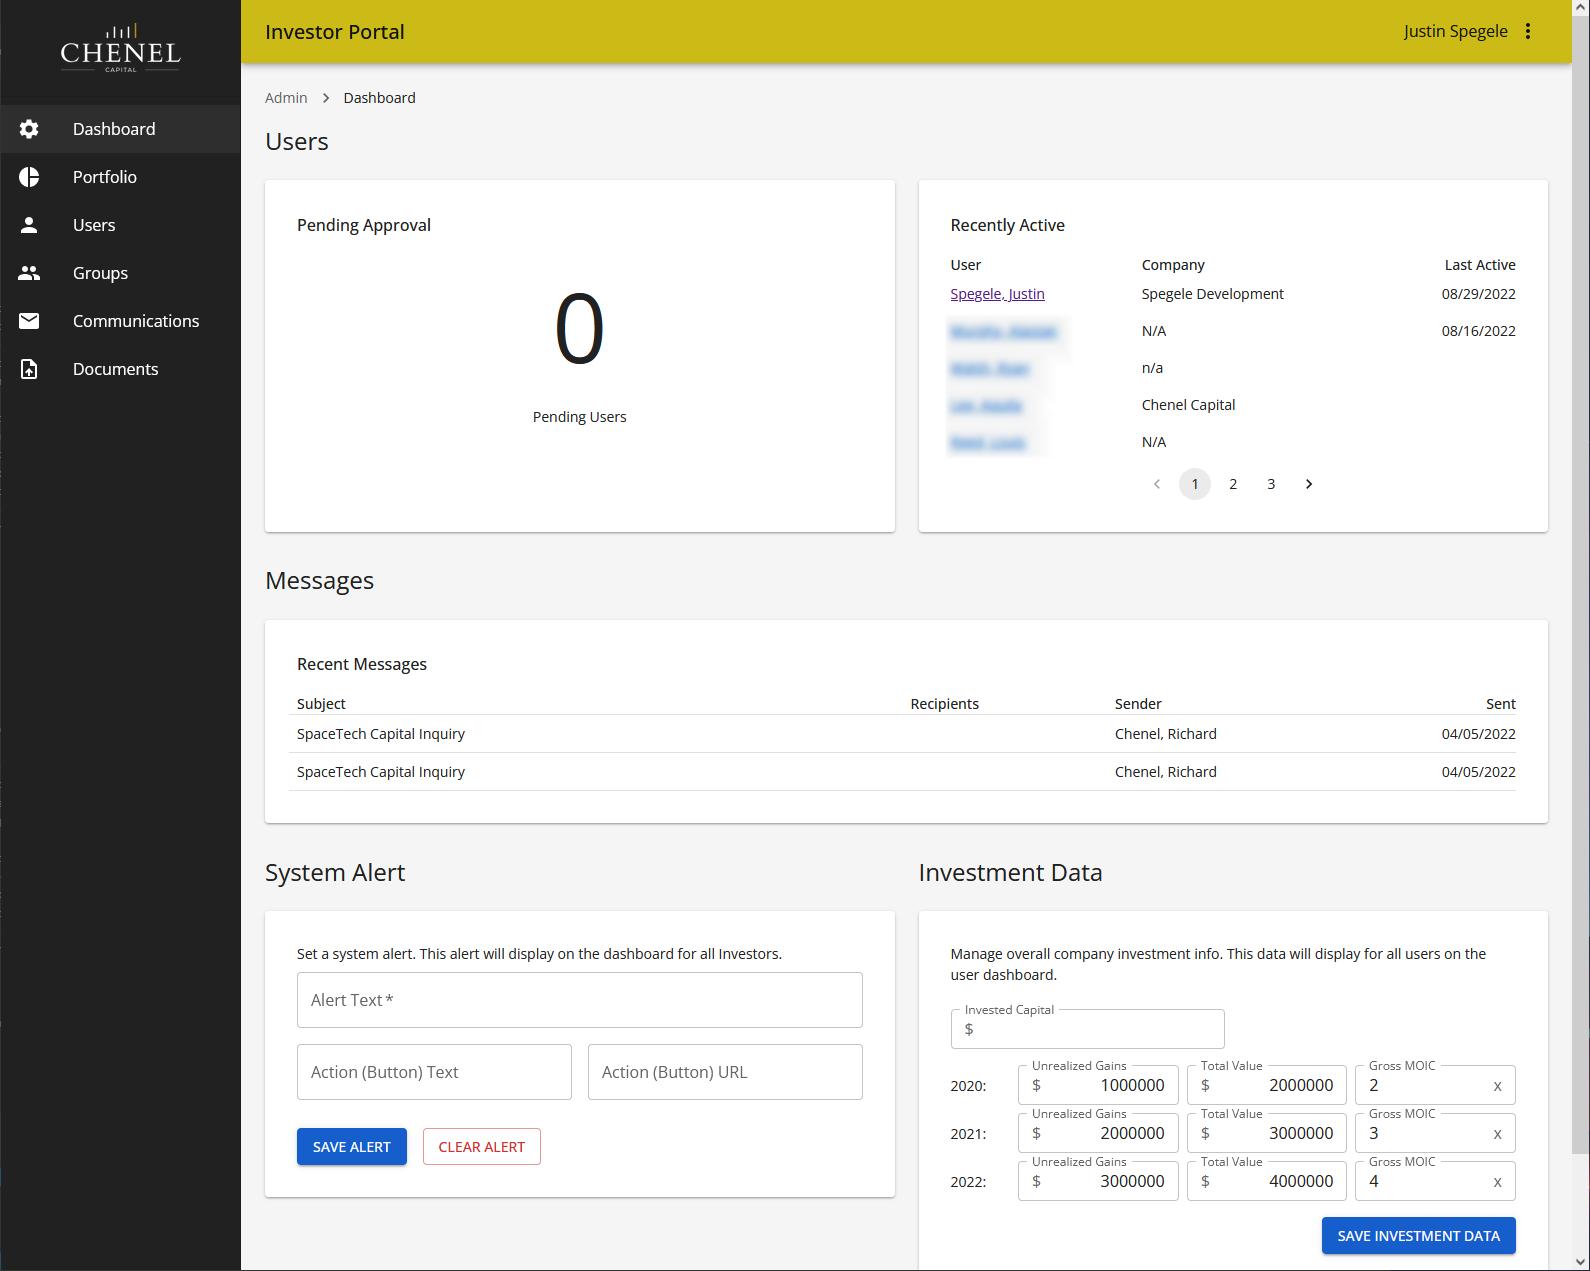 CHENEL
CAPITAL
Investor Portal
Justin Spegele
Dashboard
Portfolio
Users
Groups
Communications
Documents
Admin > Dashboard
Users
Pending Approval
0
Pending Users
Recently Active
User Company Last Active
Spegele, Justin Spegele Development 08/29/2022
N/A 08/16/2022
n/a
Chenel Capital
N/A
1 2 3
Messages
Recent Messages
Subject Recipients Sender Sent
SpaceTech Capital Inquiry Chenel, Richard 04/05/2022
SpaceTech Capital Inquiry Chenel, Richard 04/05/2022
System Alert
Set a system alert. This alert will display on the dashboard for all Investors.
Alert Text *
Action (Button) Text Action (Button) URL
SAVE ALERT CLEAR ALERT
Investment Data
Manage overall company investment info. This data will display for all users on the
user dashboard.
Invested Capital
$
Unrealized Gains Total Value Gross MOIC
2020: $ 1000000 $ 2000000 2 x
Unrealized Gains Total Value Gross MOIC
2021: $ 2000000 $ 3000000 3 x
Unrealized Gains Total Value Gross MOIC
2022: $ 3000000 $ 4000000 4 x
SAVE INVESTMENT DATA